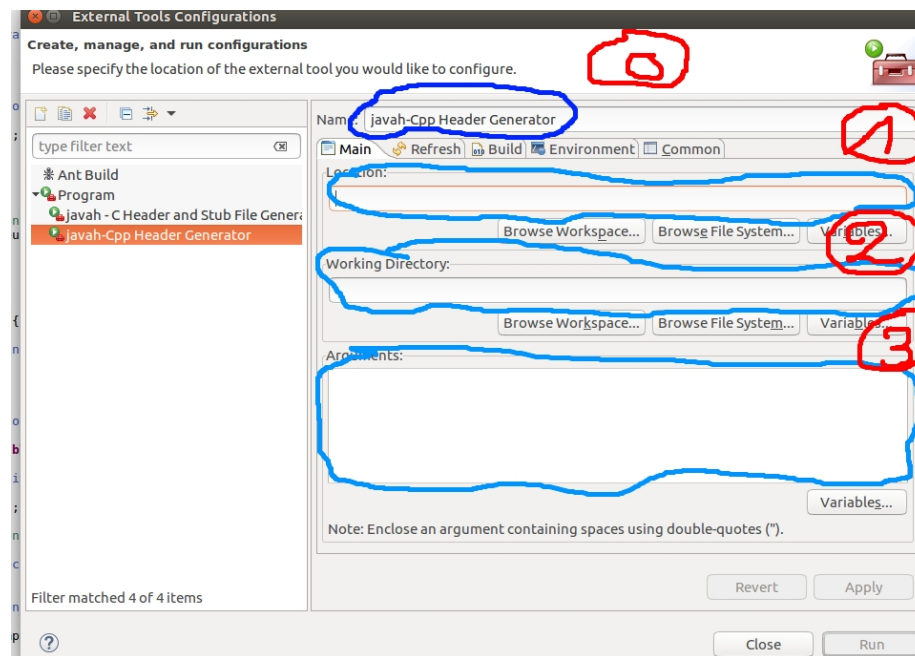 External Tools Configurations
Create, manage, and run configurations
Please specify the location of the external tool you would like to configure.
0
Name: javah-Cpp Header Generator
1
type filter text
Main Refresh Build Environment Common
Ant Build
Program
javah - C Header and Stub File Genera
javah-Cpp Header Generator
Location:
Browse Workspace... Browse File System... Variables...
2
Working Directory:
Browse Workspace... Browse File System... Variables...
3
Arguments:
Variables...
Note: Enclose an argument containing spaces using double-quotes (").
Revert Apply
Filter matched 4 of 4 items
Close Run